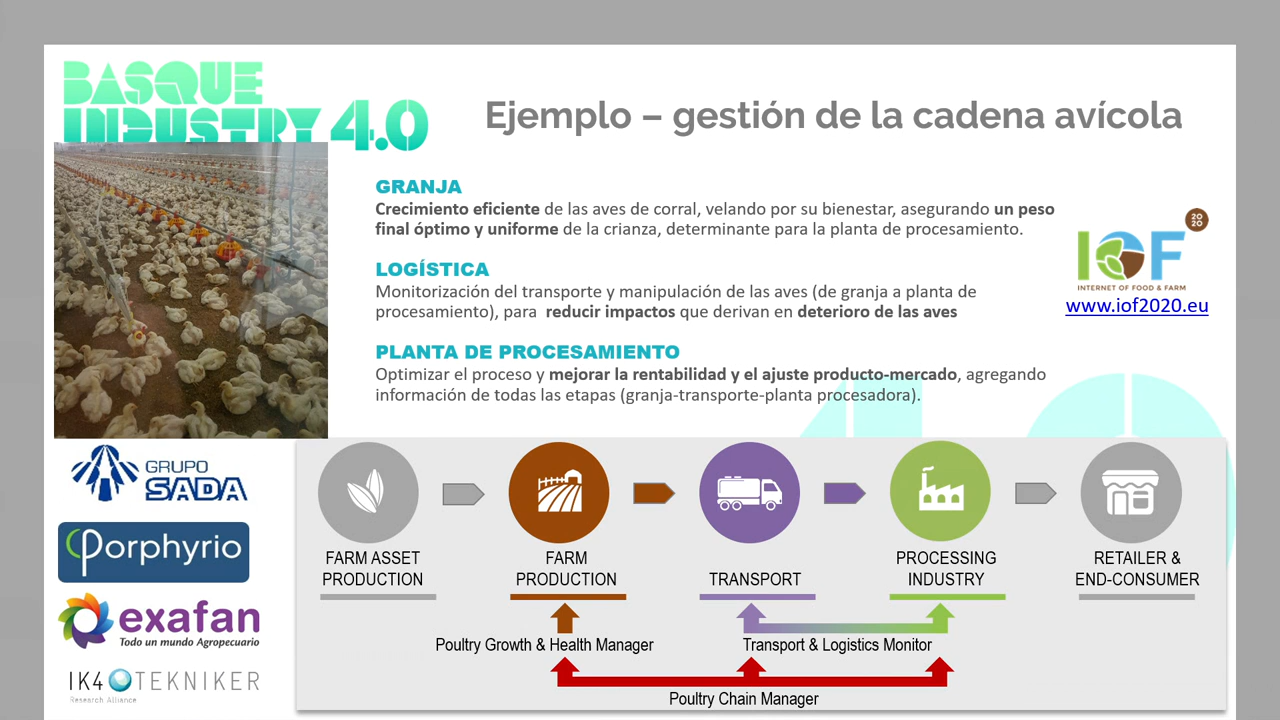 BASQUE
INDUSTRY 4.0
Ejemplo – gestión de la cadena avícola
GRANJA
Crecimiento eficiente de las aves de corral, velando por su bienestar, asegurando un peso
final óptimo y uniforme de la crianza, determinante para la planta de procesamiento.
LOGÍSTICA
Monitorización del transporte y manipulación de las aves (de granja a planta de
procesamiento), para reducir impactos que derivan en deterioro de las aves
PLANTA DE PROCESAMIENTO
Optimizar el proceso y mejorar la rentabilidad y el ajuste producto-mercado, agregando
información de todas las etapas (granja-transporte-planta procesadora).
20
20
IOF
INTERNET OF FOOD & FARM
www.iof2020.eu
GRUPO
SADA
Porphyrio
exafan
Todo un mundo Agropecuario
IK4 TEKNIKER
Research Alliance
FARM ASSET
PRODUCTION
FARM
PRODUCTION
TRANSPORT
PROCESSING
INDUSTRY
RETAILER &
END-CONSUMER
Poultry Growth & Health Manager
Transport & Logistics Monitor
Poultry Chain Manager